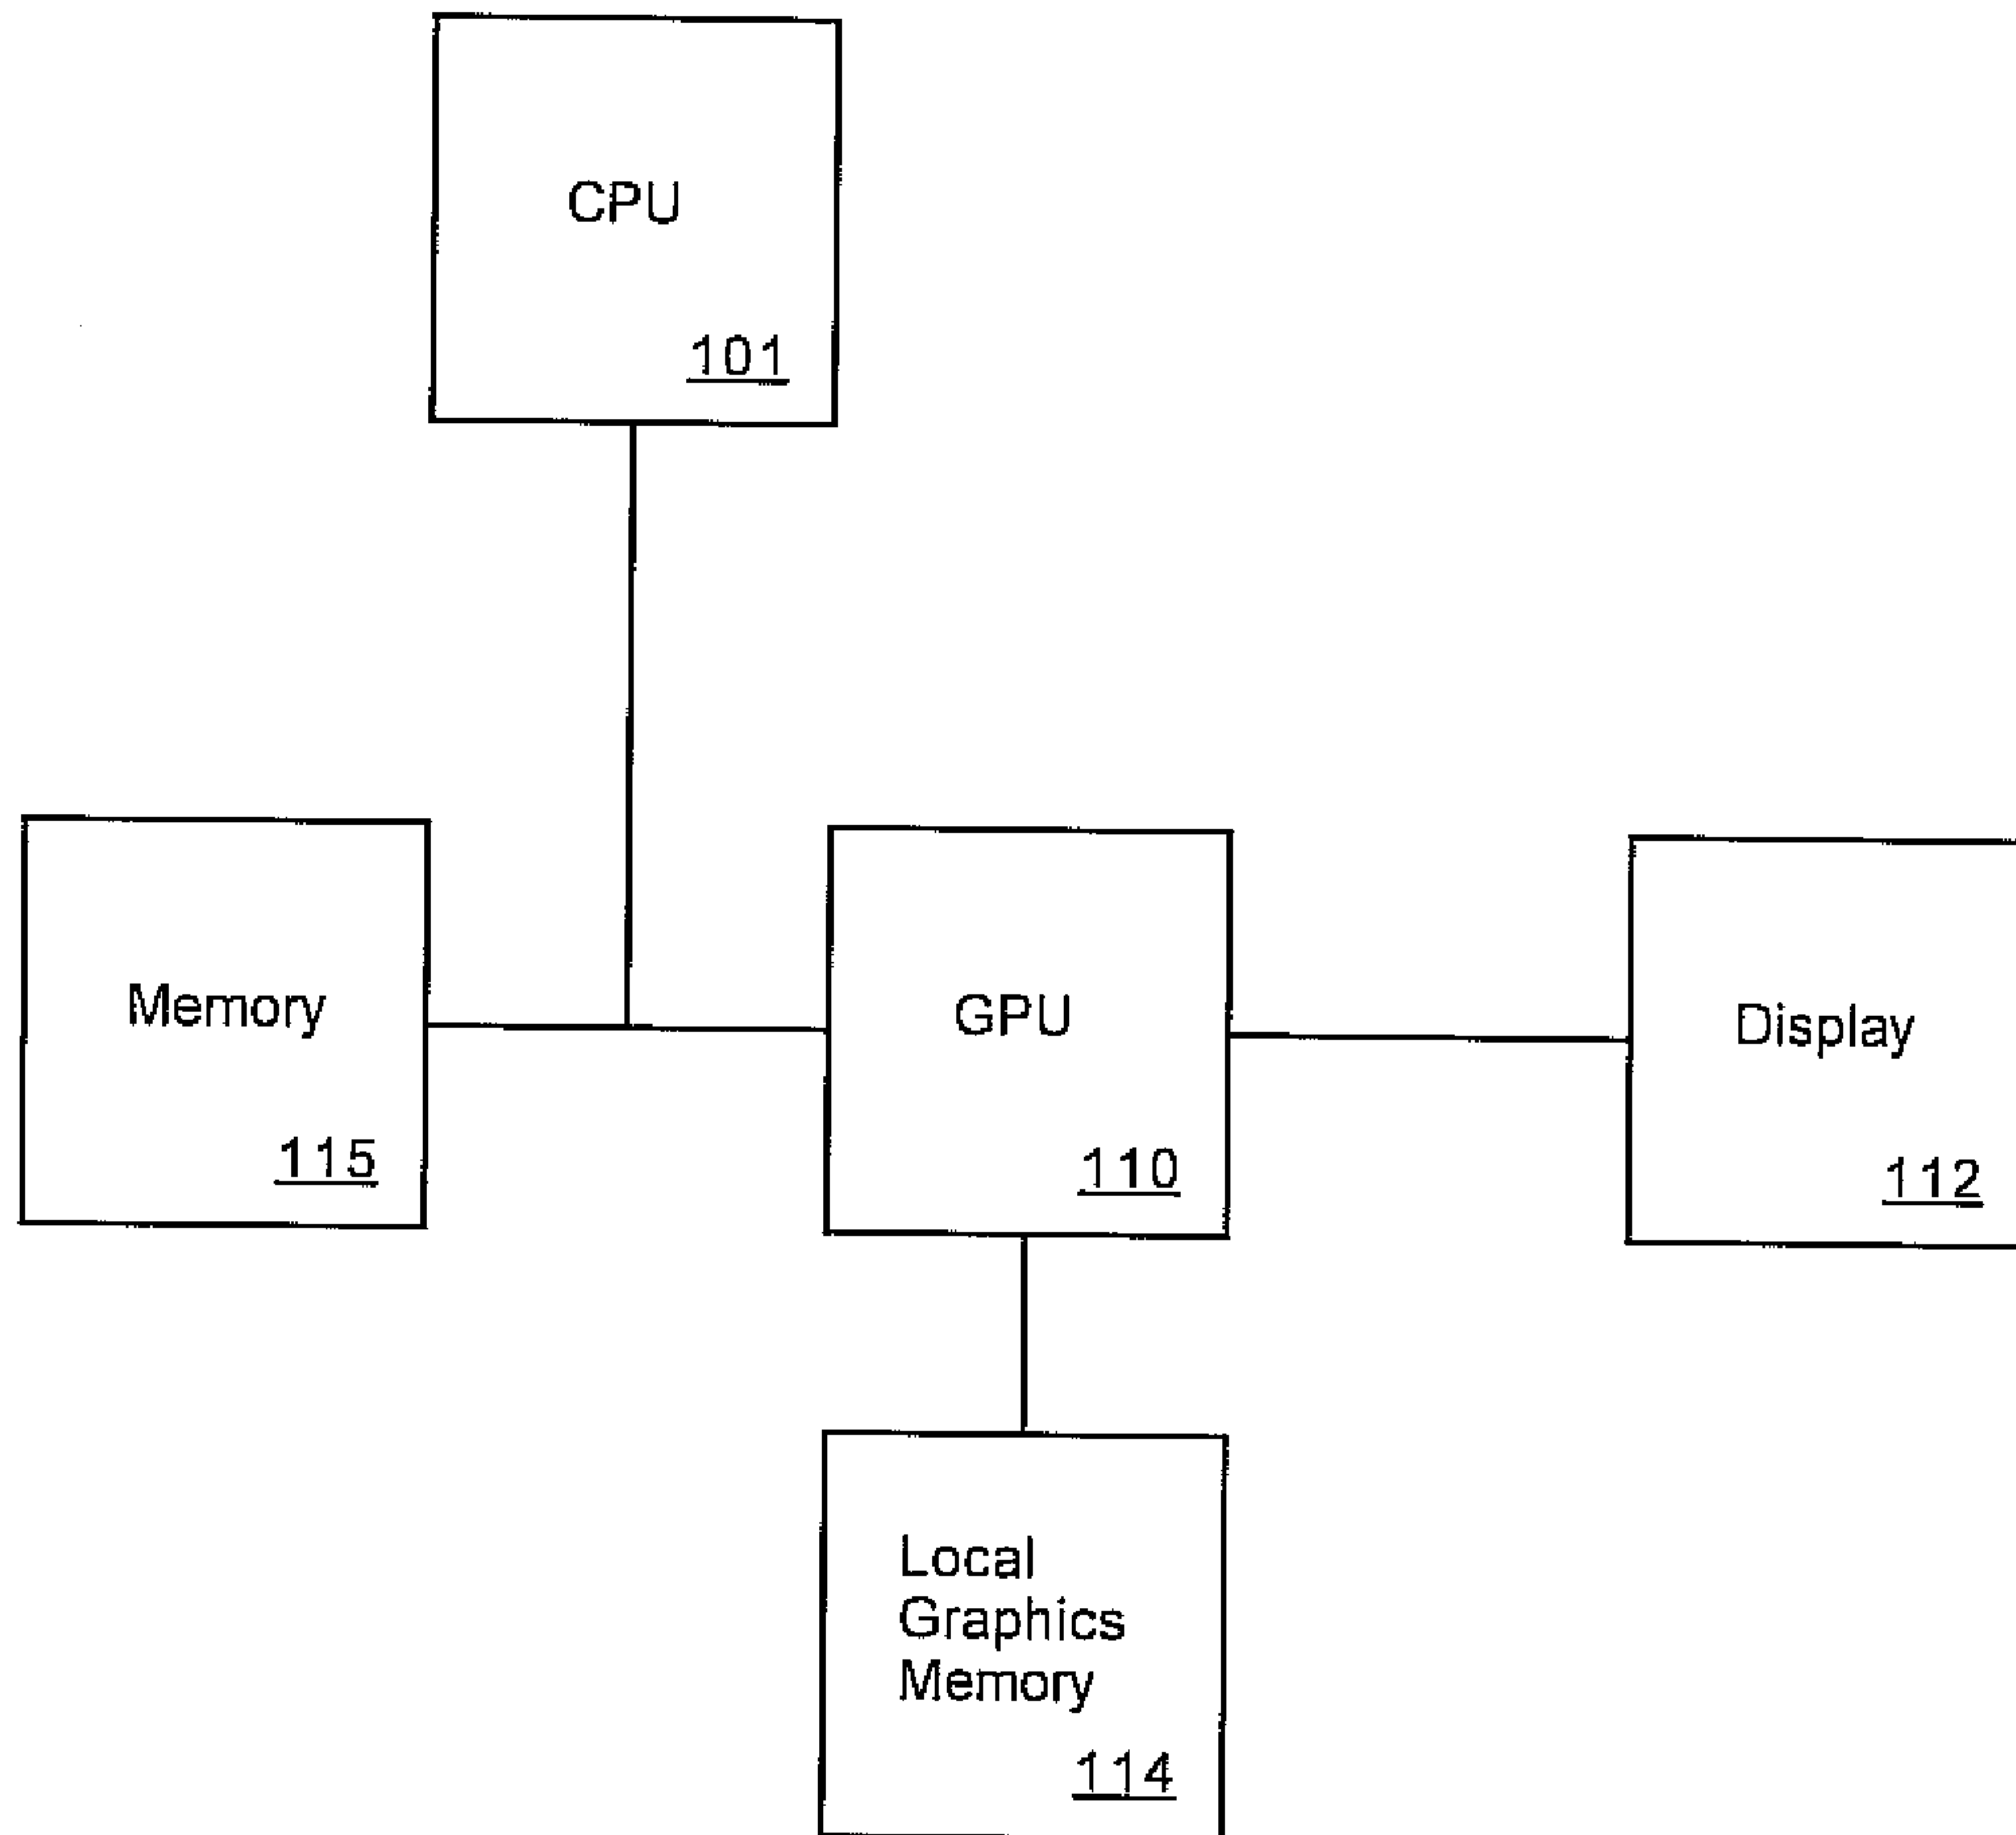 CPU
101
Memory
115
GPU
110
Display
112
Local
Graphics
Memory
114